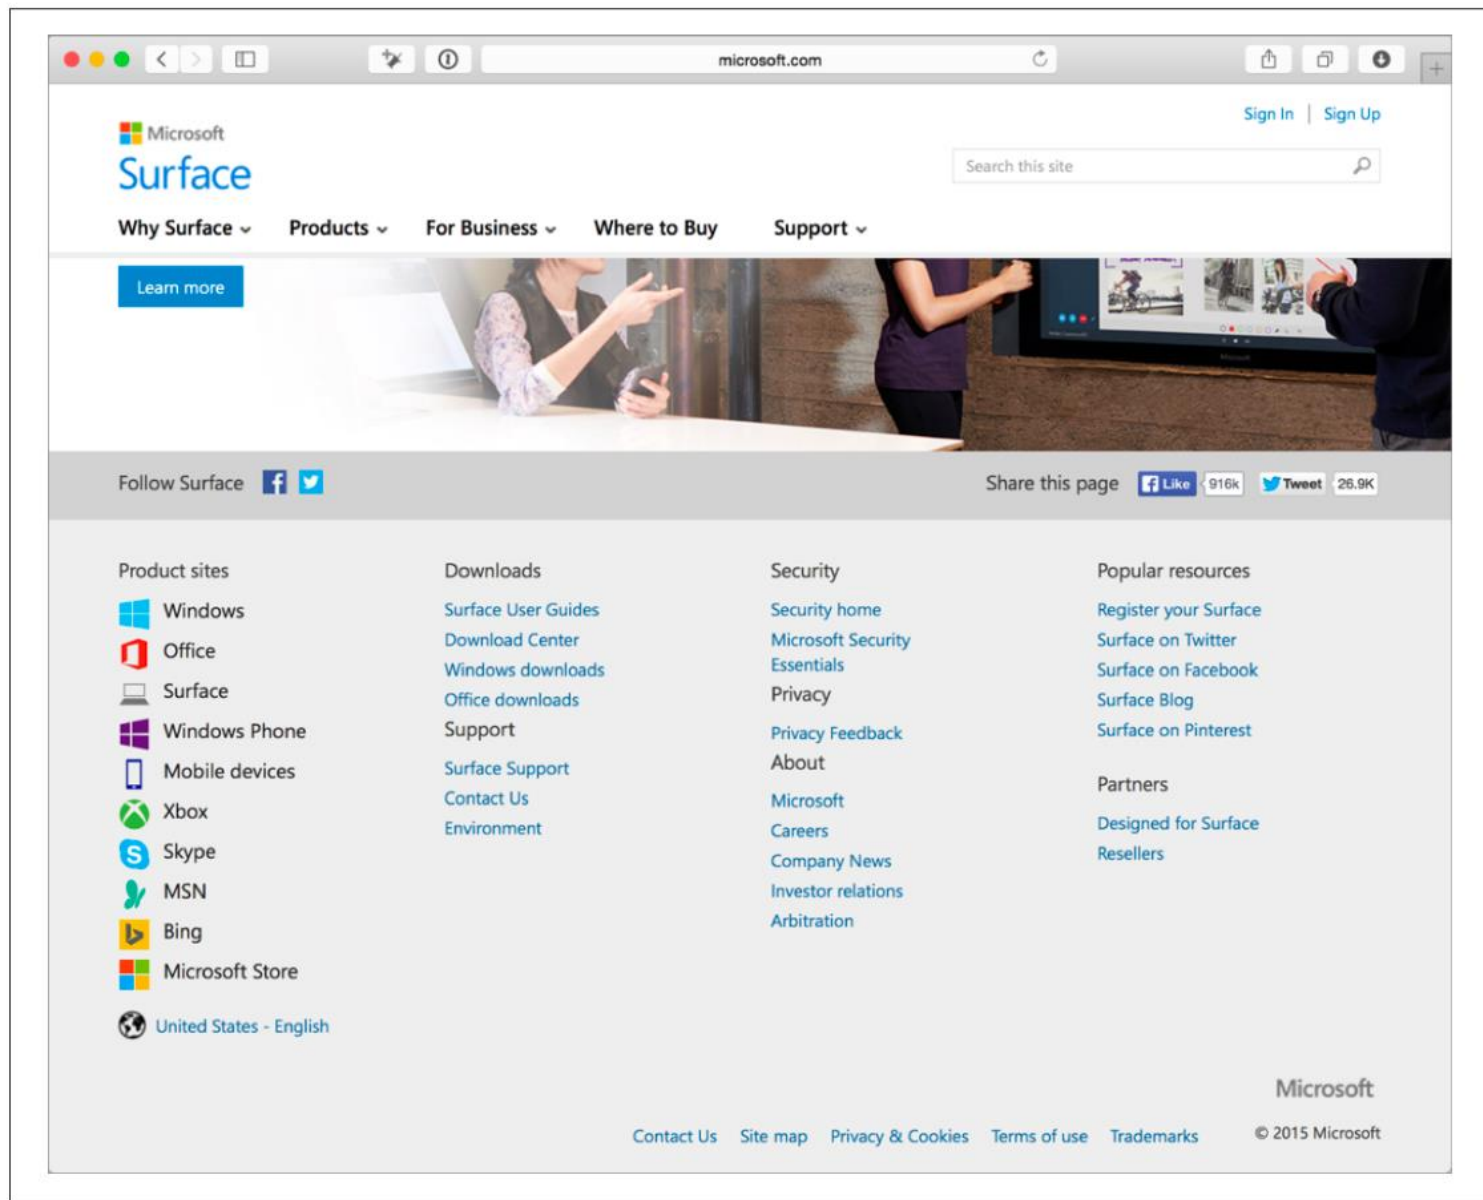 microsoft.com
Sign In | Sign Up
Microsoft
Surface
Search this site
Why Surface Products For Business Where to Buy Support
Learn more
Follow Surface
Share this page Like 916k Tweet 26.9K
Product sites
Windows
Office
Surface
Windows Phone
Mobile devices
Xbox
Skype
MSN
Bing
Microsoft Store
United States - English
Downloads
Surface User Guides
Download Center
Windows downloads
Office downloads
Support
Surface Support
Contact Us
Environment
Security
Security home
Microsoft Security
Essentials
Privacy
Privacy Feedback
About
Microsoft
Careers
Company News
Investor relations
Arbitration
Popular resources
Register your Surface
Surface on Twitter
Surface on Facebook
Surface Blog
Surface on Pinterest
Partners
Designed for Surface
Resellers
Microsoft
Contact Us Site map Privacy & Cookies Terms of use Trademarks © 2015 Microsoft